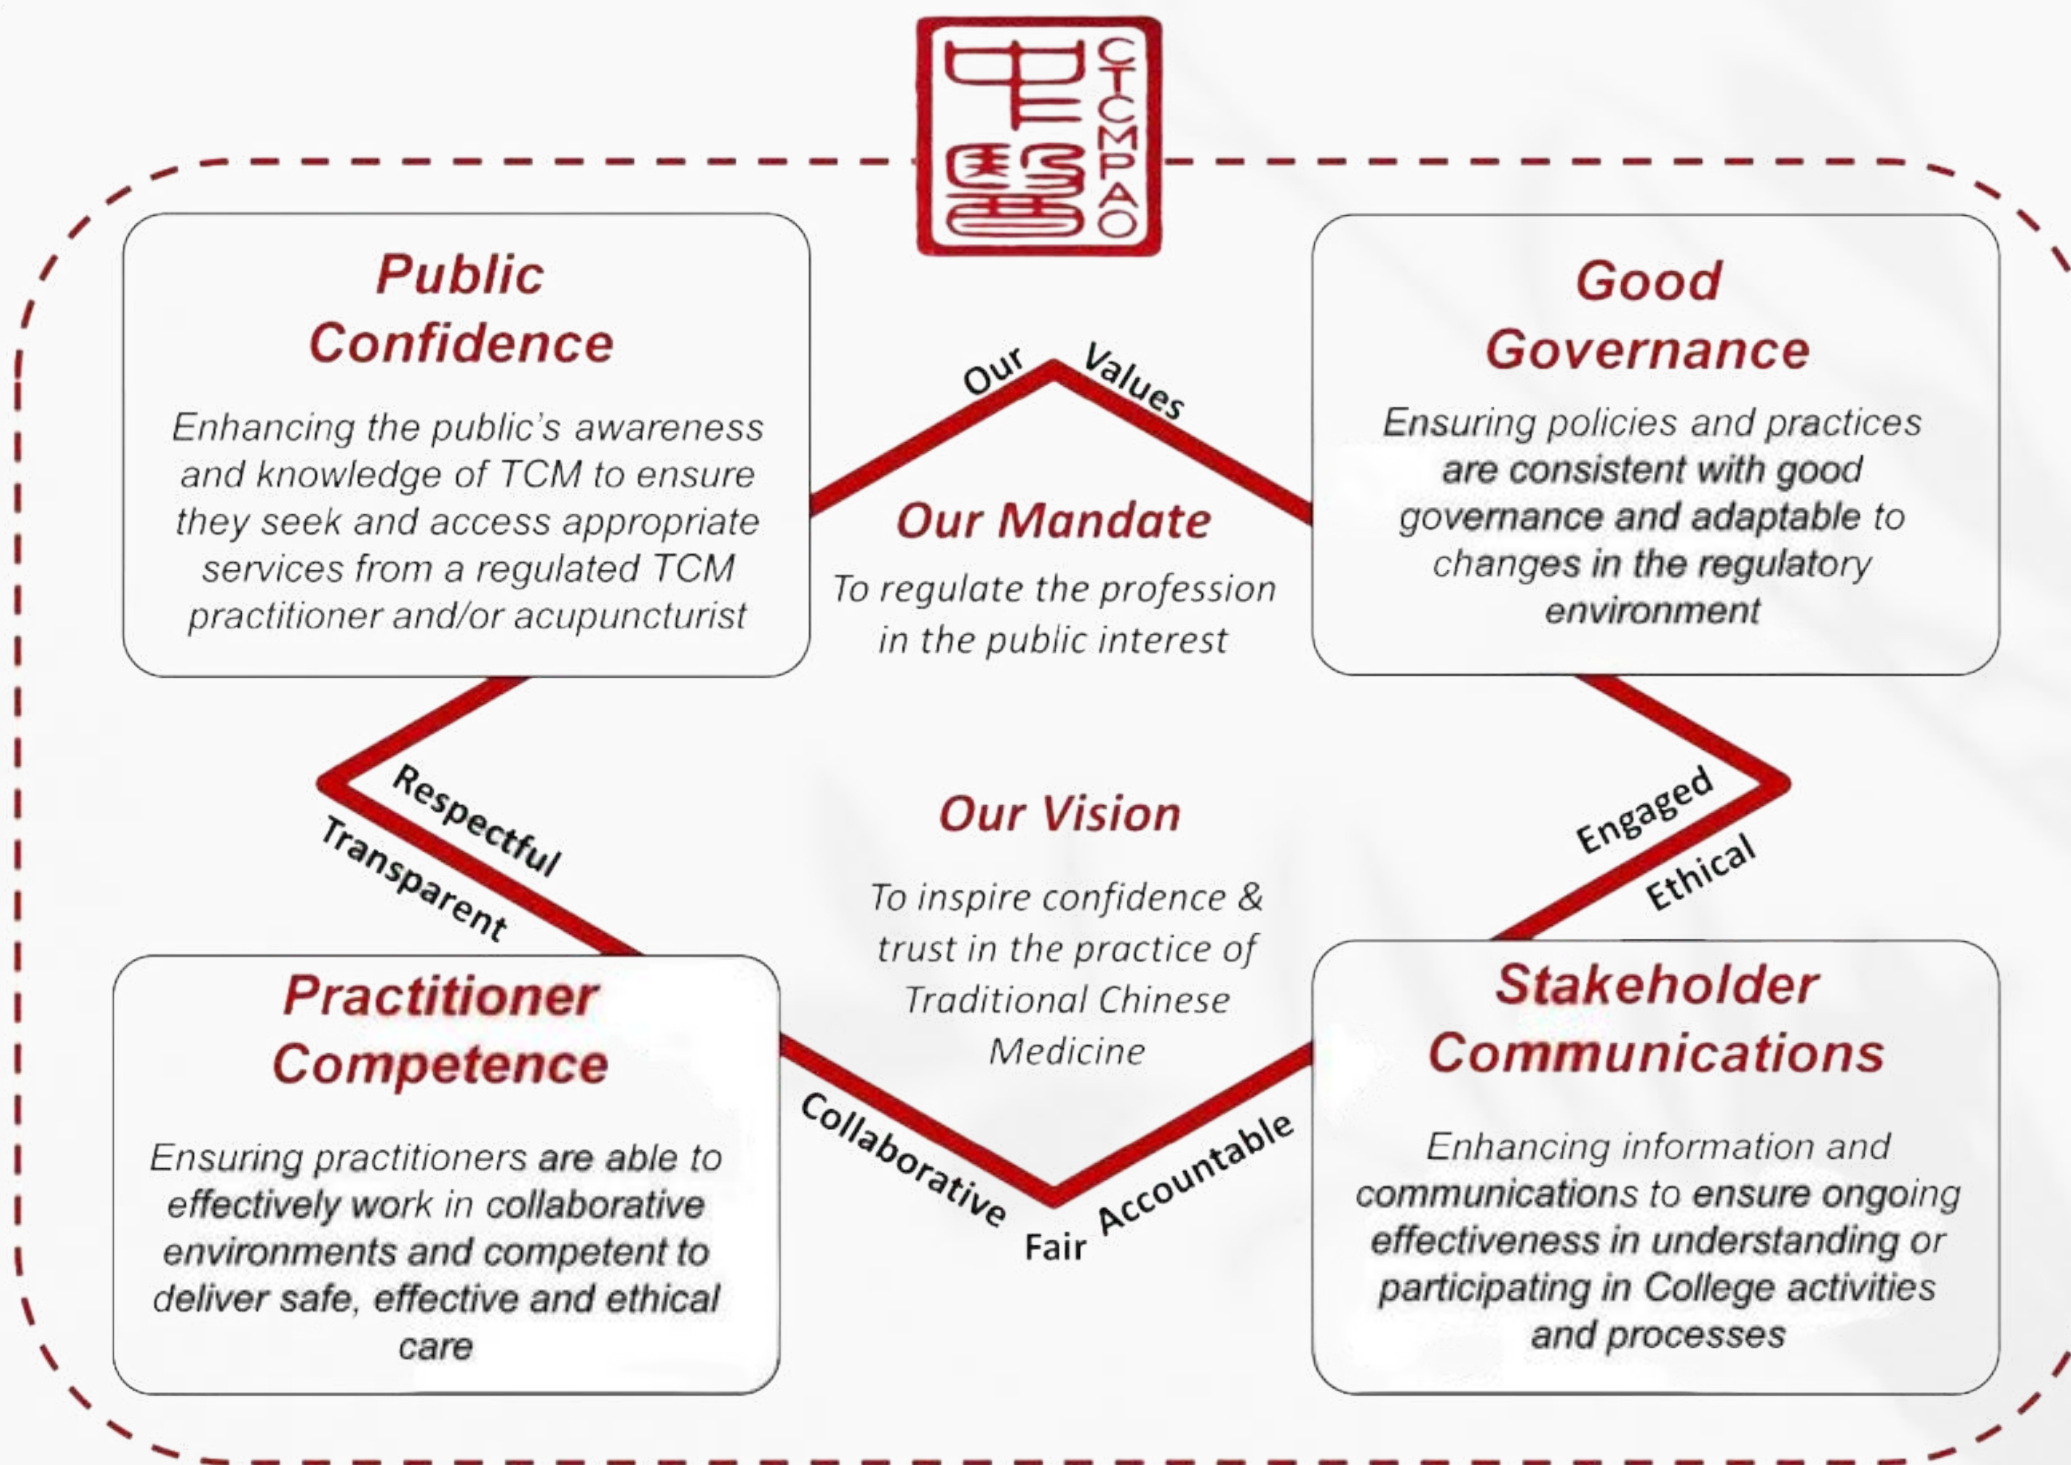 中醫
CTCMPAO
Public
Confidence
Enhancing the public's awareness
and knowledge of TCM to ensure
they seek and access appropriate
services from a regulated TCM
practitioner and/or acupuncturist
Good
Governance
Ensuring policies and practices
are consistent with good
governance and adaptable to
changes in the regulatory
environment
Our Values
Our Mandate
To regulate the profession
in the public interest
Our Vision
To inspire confidence &
trust in the practice of
Traditional Chinese
Medicine
Respectful
Transparent
Engaged
Ethical
Collaborative
Fair
Accountable
Practitioner
Competence
Ensuring practitioners are able to
effectively work in collaborative
environments and competent to
deliver safe, effective and ethical
care
Stakeholder
Communications
Enhancing information and
communications to ensure ongoing
effectiveness in understanding or
participating in College activities
and processes